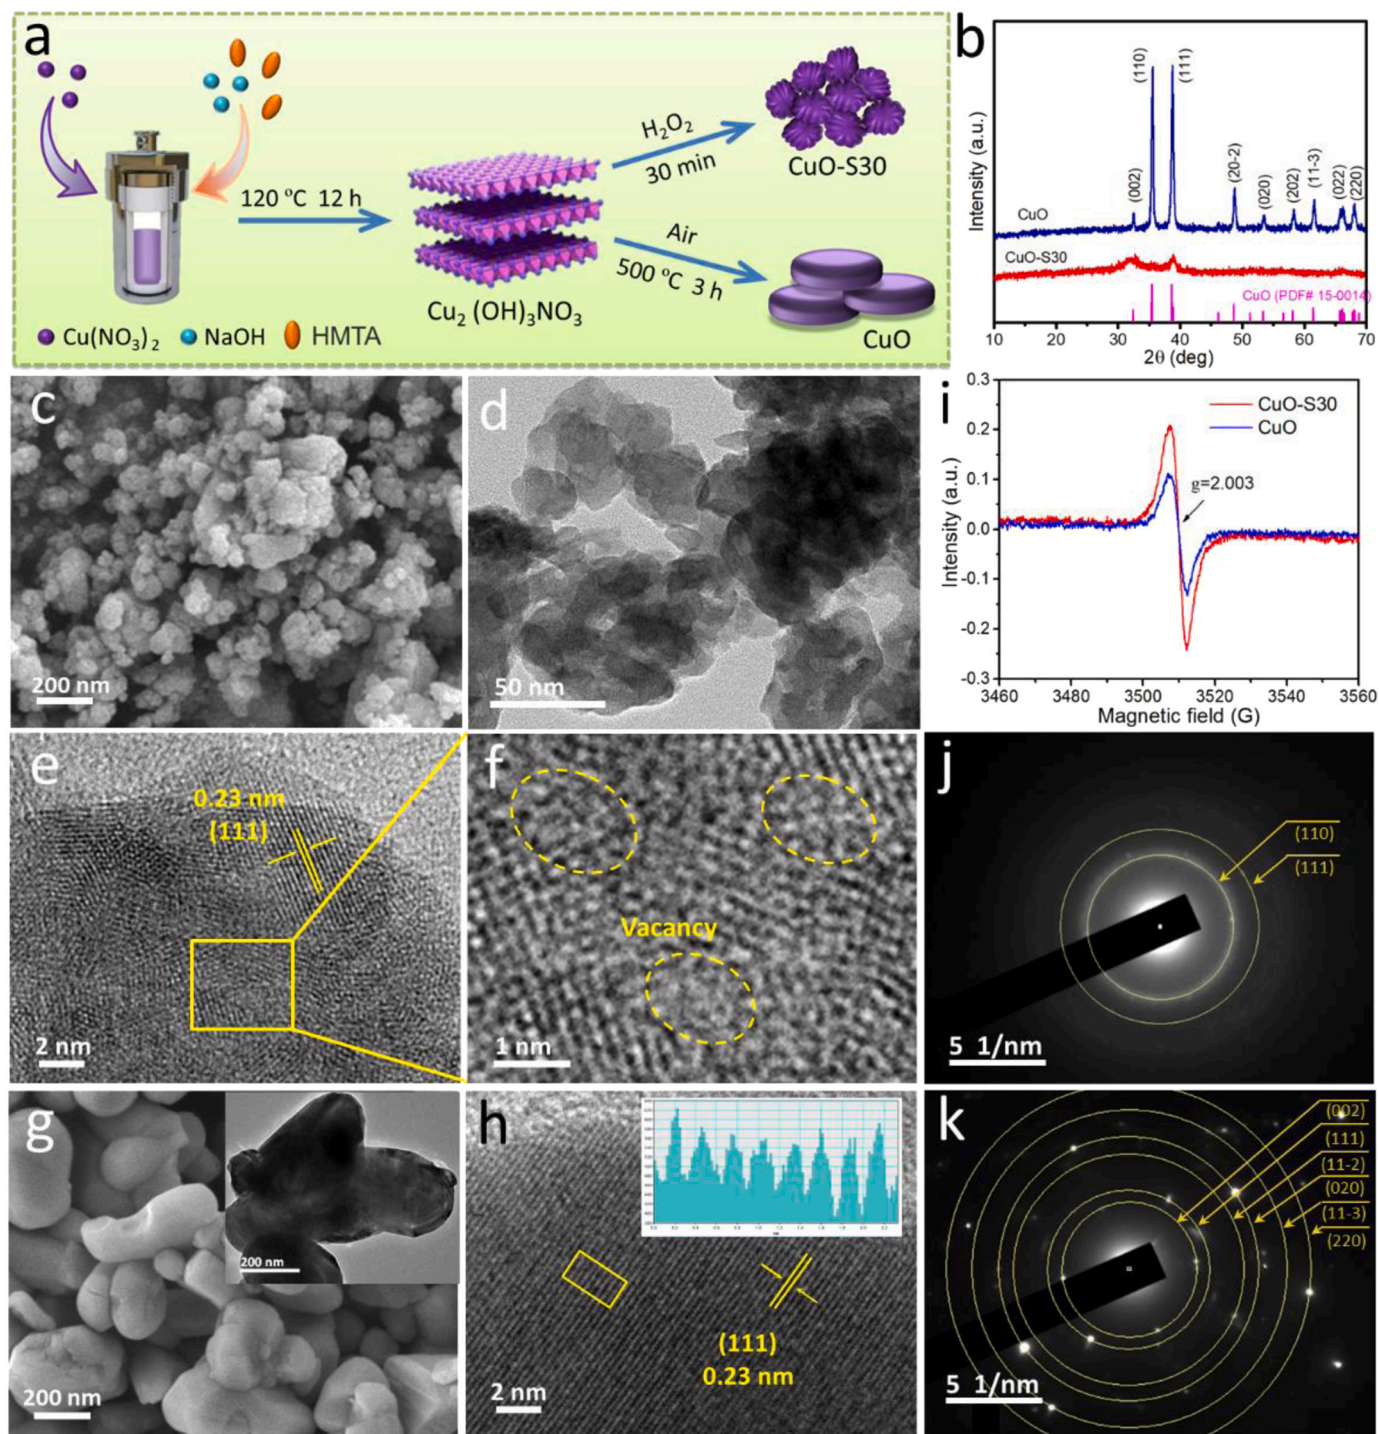 a
H₂O₂
30 min
CuO-S30
120 ºC 12 h
Air
500 ºC 3 h
Cu₂ (OH)₃NO₃
CuO
Cu(NO₃)₂
NaOH
HMTA
b
Intensity (a.u.)
(002)
(110)
(111)
(20-2)
(020)
(202)
(11-3)
(022)
(220)
CuO
CuO-S30
CuO (PDF# 15-0014)
10 20 30 40 50 60 70
2θ (deg)
c
200 nm
d
50 nm
i
Intensity (a.u.)
0.3
0.2
0.1
0.0
-0.1
-0.2
-0.3
CuO-S30
CuO
g=2.003
3460 3480 3500 3520 3540 3560
Magnetic field (G)
e
0.23 nm
(111)
2 nm
f
Vacancy
1 nm
j
(110)
(111)
5 1/nm
g
200 nm
200 nm
h
(111)
0.23 nm
2 nm
k
(002)
(111)
(11-2)
(020)
(11-3)
(220)
5 1/nm